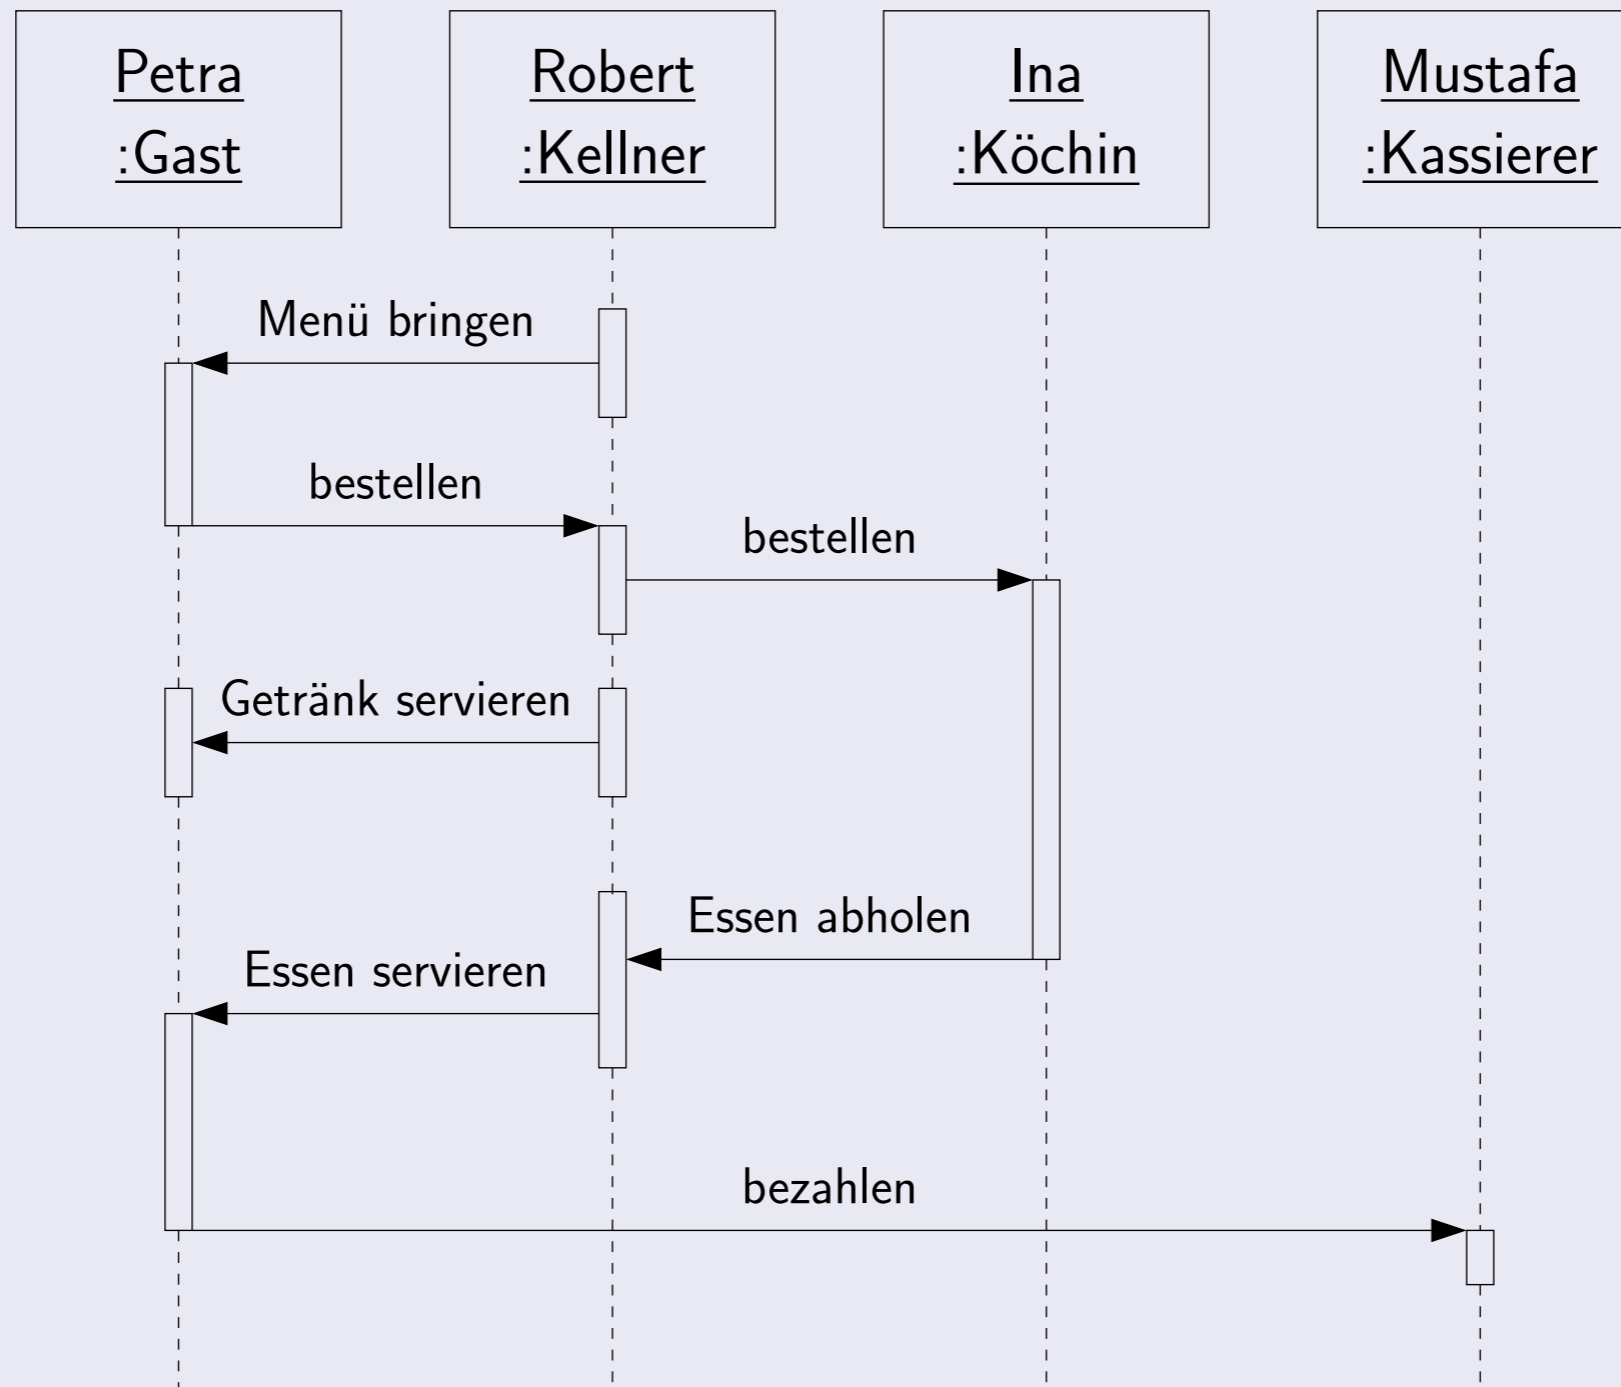 Petra
:Gast
Robert
:Kellner
Ina
:Köchin
Mustafa
:Kassierer
Menü bringen
bestellen
bestellen
Getränk servieren
Essen abholen
Essen servieren
bezahlen